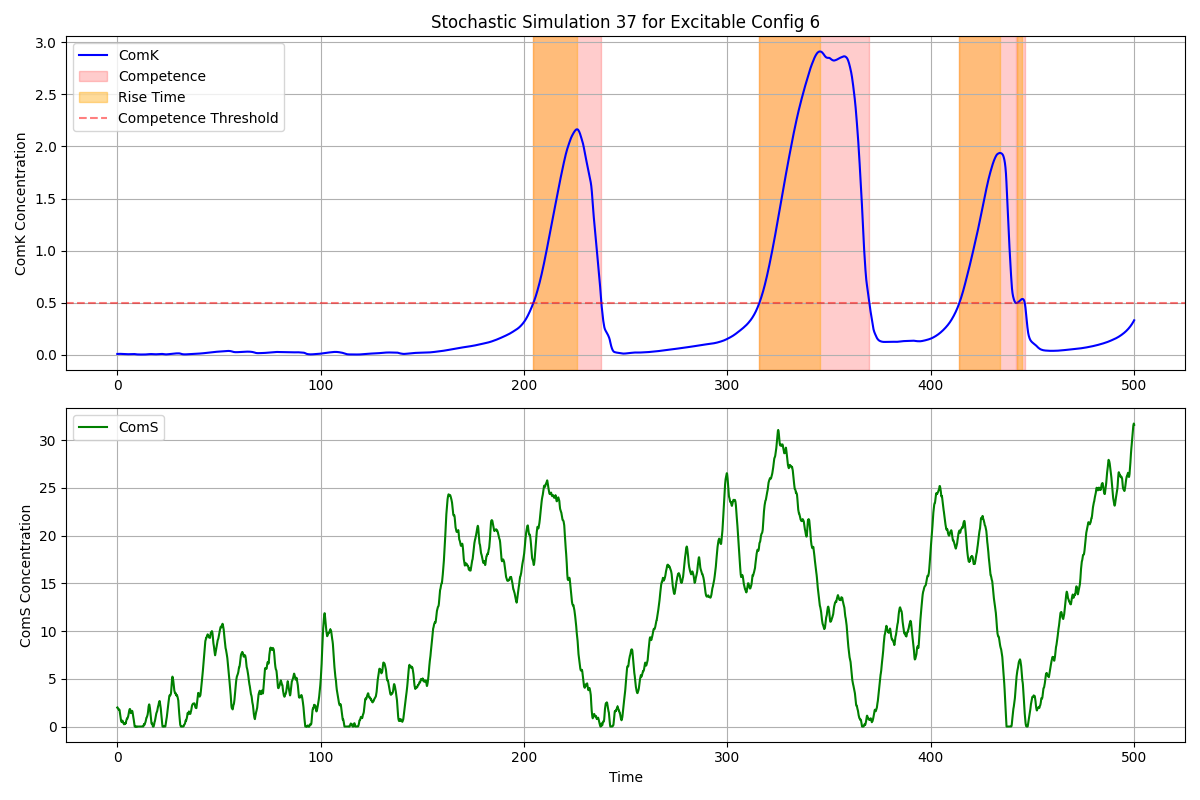 Stochastic Simulation 37 for Excitable Config 6
ComK Concentration
3.0
2.5
2.0
1.5
1.0
0.5
0.0
ComK
Competence
Rise Time
Competence Threshold
0 100 200 300 400 500
ComS Concentration
30
25
20
15
10
5
0
ComS
0 100 200 300 400 500
Time